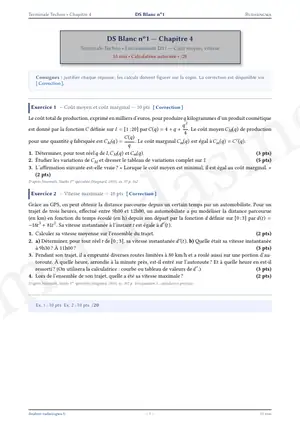 Terminale Techno • Chapitre 4
DS Blanc n°1
DS Blanc n°1 — Chapitre 4
Terminale Techno • Entraînement 2H — Coût moyen, vitesse
55 min • Calculatrice autorisée • /20
Consignes : justifier chaque réponse, les calculs doivent figurer sur la copie. La correction est disponible via
[ Correction ].
Exercice 1 — Coût moyen et coût marginal — 10 pts [ Correction ]
Le coût total de production, exprimé en milliers d'euros, pour produire q kilogrammes d'un produit cosmétique
est donné par la fonction C définie sur I = [1 ; 20] par C(q) = 4 + q +
. Le coût moyen C_M(q) de production
pour une quantité q fabriquée est C_M(q) = C(q)/q. Le coût marginal C_m(q) est égal à C_m(q) = C'(q).
1. Déterminer, pour tout réel q de I, C_M(q) et C_m(q). (3 pts)
2. Étudier les variations de C_M et dresser le tableau de variations complet sur I. (5 pts)
3. L'affirmation suivante est-elle vraie ? « Lorsque le coût moyen est minimal, il est égal au coût marginal. »
(2 pts)
Exercice 2 — Vitesse maximale — 10 pts [ Correction ]
Grâce au GPS, on peut obtenir la distance parcourue depuis un certain temps par un automobiliste. Pour un
trajet de trois heures, effectué entre 9h00 et 12h00, un automobiliste a pu modéliser la distance parcourue
(en km) en fonction du temps écoulé (en h) depuis son départ par la fonction d définie sur [0 ; 3] par d(t) =
. Sa vitesse à l'instant t est égale à d'(t).
1. Calculer sa vitesse moyenne sur l'ensemble du trajet. (2 pts)
2. a) Déterminer, pour tout réel t de [0 ; 3], sa vitesse instantanée d'(t). b) Quelle était sa vitesse instantanée
à 9h30 ? À 11h00 ? (3 pts)
3. Pendant son trajet, il a emprunté diverses routes limitées à 80 km/h et a roulé aussi sur une portion d'au-
toroute. À quelle heure, arrondie à la minute près, est-il entré sur l'autoroute ? Et à quelle heure en est-il
ressorti ? (On utilisera la calculatrice : courbe ou tableau de valeurs de d'.) (3 pts)
4. Lors de l'ensemble de son trajet, quelle a été sa vitesse maximale ? (2 pts)
Ex. 1 : 10 pts Ex. 2 : 10 pts /20
– 1 –
55 min